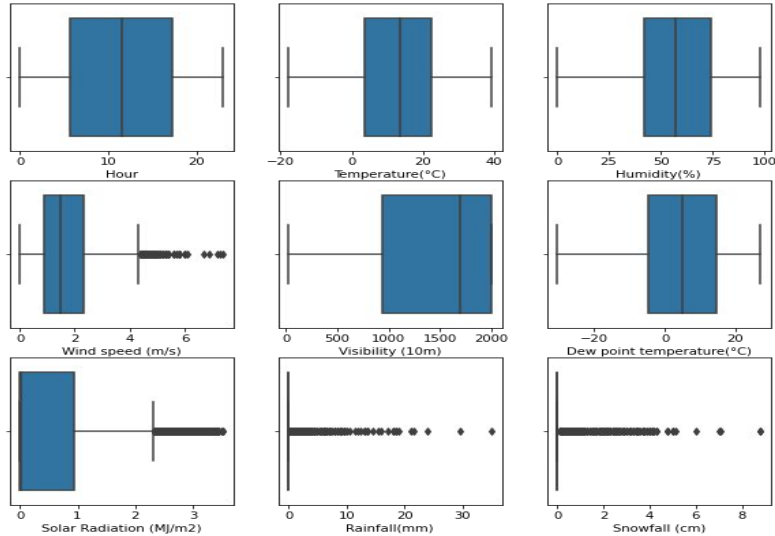 0 10 20
Hour
−20 0 20 40
Temperature(°C)
0 25 50 75 100
Humidity(%)
0 2 4 6
Wind speed (m/s)
0 500 1000 1500 2000
Visibility (10m)
−20 0 20
Dew point temperature(°C)
0 1 2 3
Solar Radiation (MJ/m2)
0 10 20 30
Rainfall(mm)
0 2 4 6 8
Snowfall (cm)